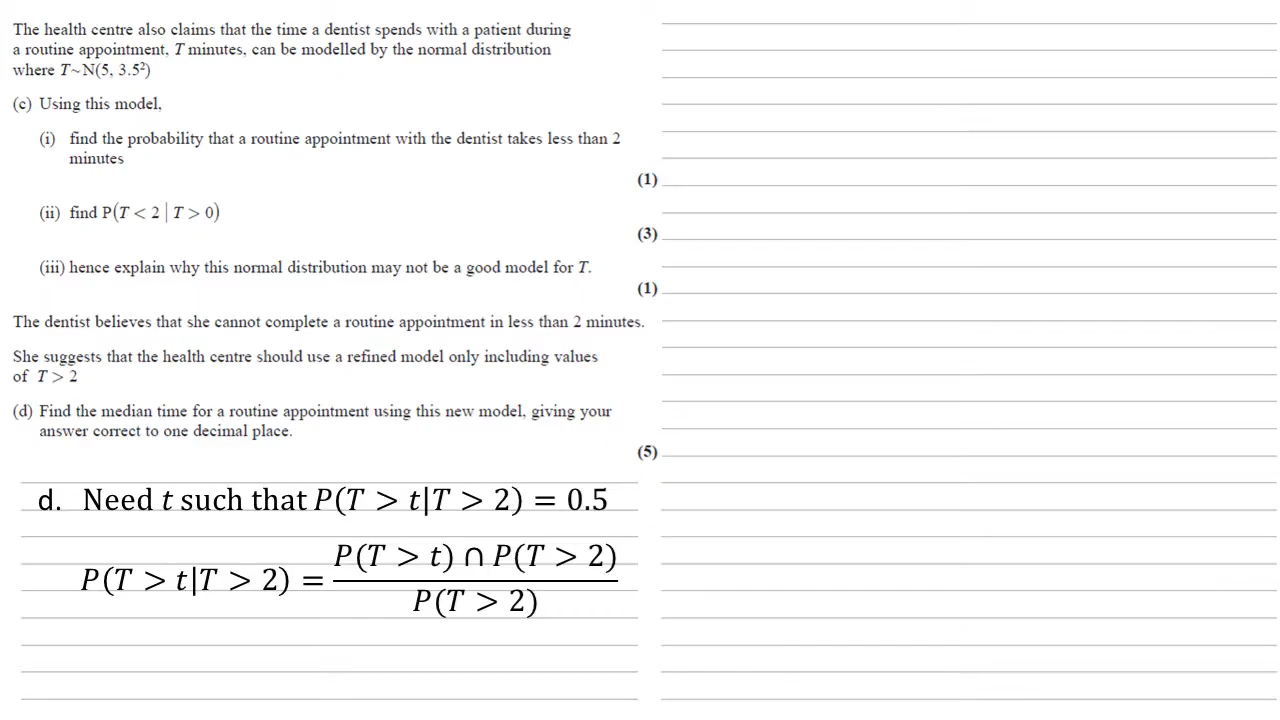 The health centre also claims that the time a dentist spends with a patient during
a routine appointment, T minutes, can be modelled by the normal distribution
where T~N(5, 3.5²)
(c) Using this model,
(i) find the probability that a routine appointment with the dentist takes less than 2
minutes
(1)
(ii) find P(T < 2 | T > 0)
(3)
(iii) hence explain why this normal distribution may not be a good model for T.
(1)
The dentist believes that she cannot complete a routine appointment in less than 2 minutes.
She suggests that the health centre should use a refined model only including values
of T > 2
(d) Find the median time for a routine appointment using this new model, giving your
answer correct to one decimal place.
(5)
d. Need t such that P(T > t|T > 2) = 0.5
P(T > t|T > 2) = P(T > t) ∩ P(T > 2) / P(T > 2)